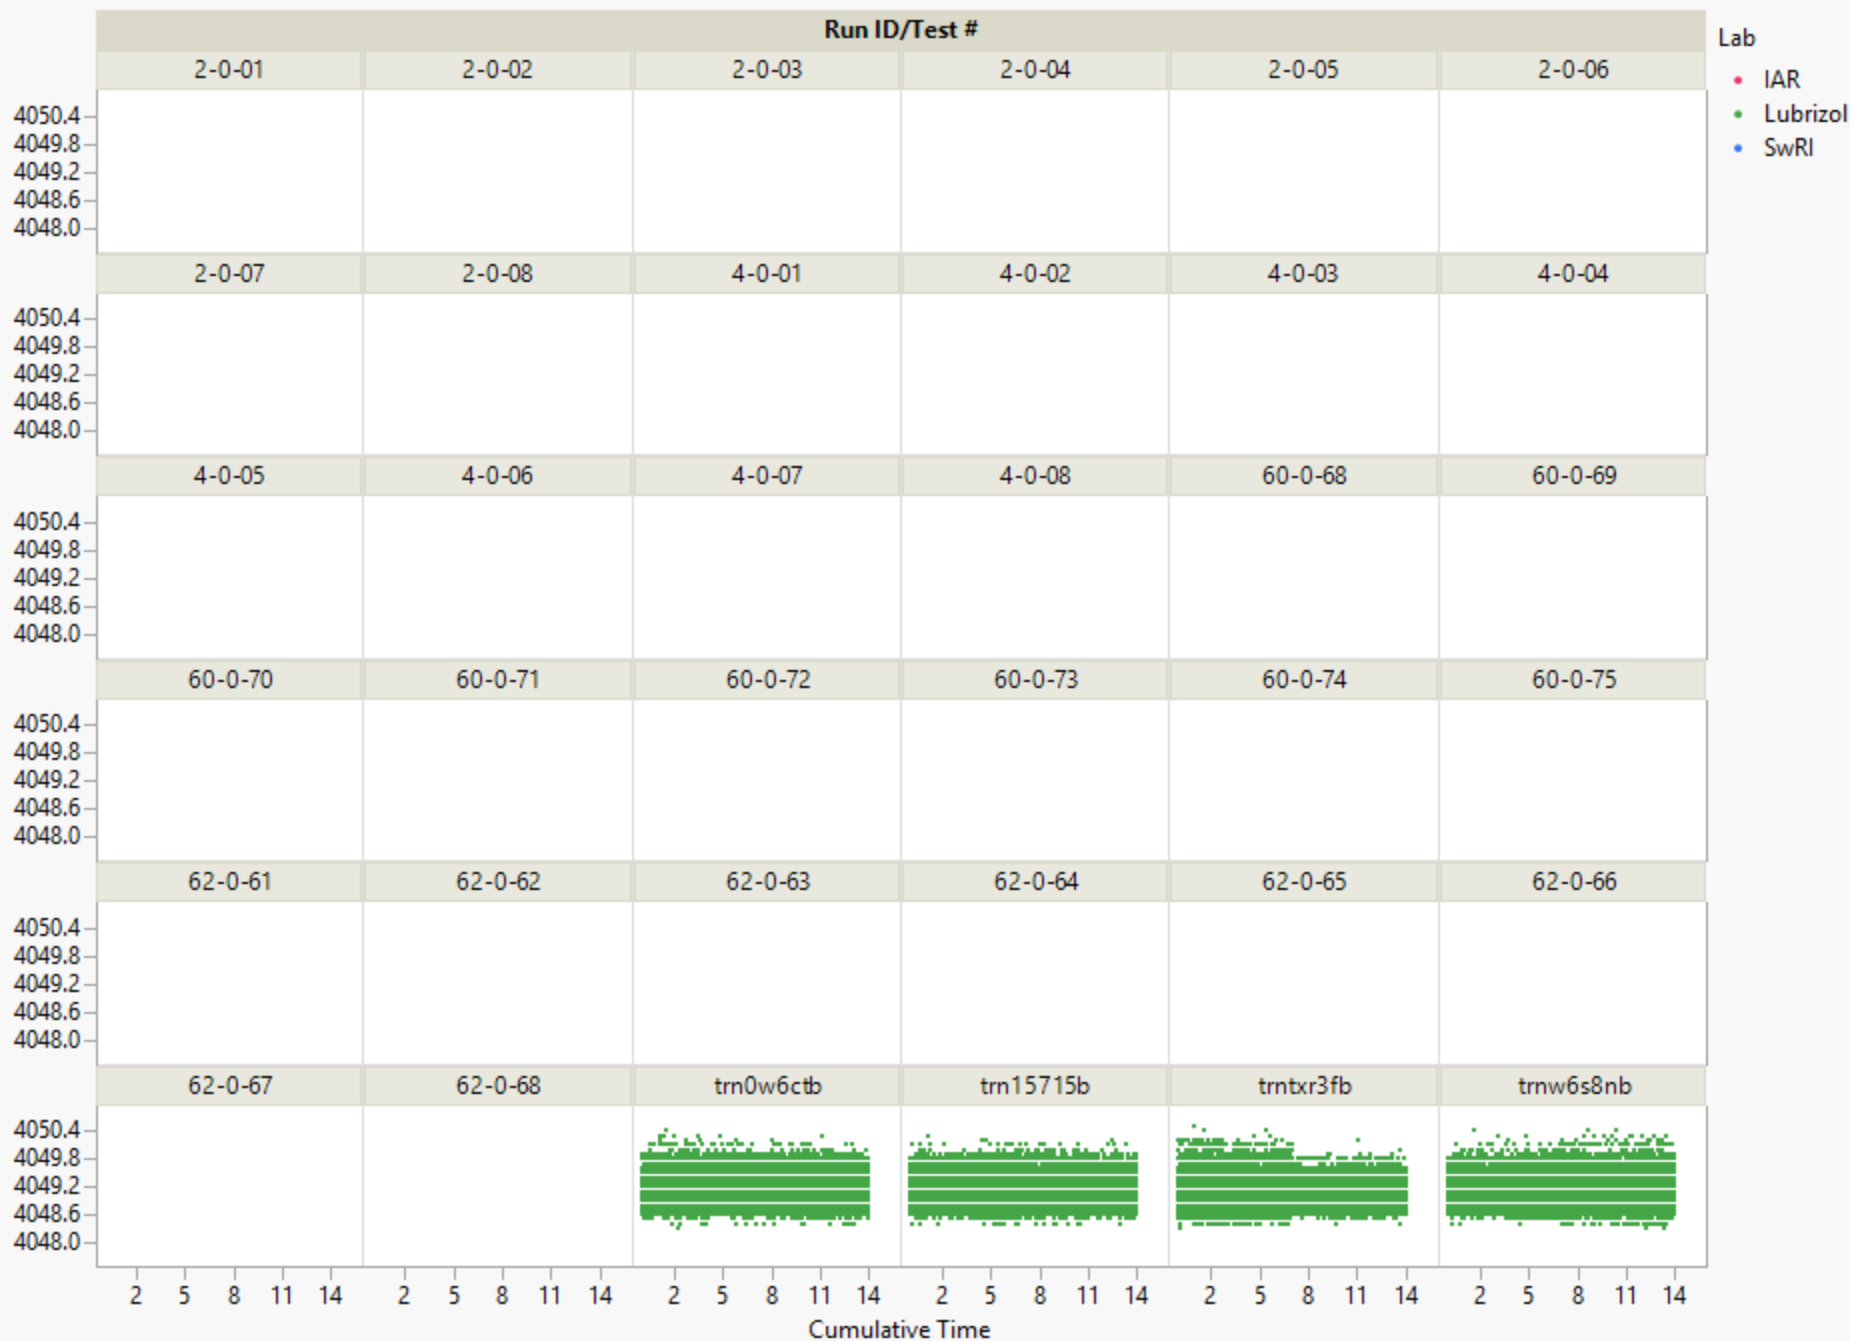 Run ID/Test #
Lab
IAR
Lubrizol
SwRI
2-0-01 2-0-02 2-0-03 2-0-04 2-0-05 2-0-06
4050.4
4049.8
4049.2
4048.6
4048.0
2-0-07 2-0-08 4-0-01 4-0-02 4-0-03 4-0-04
4050.4
4049.8
4049.2
4048.6
4048.0
4-0-05 4-0-06 4-0-07 4-0-08 60-0-68 60-0-69
4050.4
4049.8
4049.2
4048.6
4048.0
60-0-70 60-0-71 60-0-72 60-0-73 60-0-74 60-0-75
4050.4
4049.8
4049.2
4048.6
4048.0
62-0-61 62-0-62 62-0-63 62-0-64 62-0-65 62-0-66
4050.4
4049.8
4049.2
4048.6
4048.0
62-0-67 62-0-68 trn0w6ctb trn15715b trntxr3fb trnw6s8nb
4050.4
4049.8
4049.2
4048.6
4048.0
2 5 8 11 14 2 5 8 11 14 2 5 8 11 14 2 5 8 11 14 2 5 8 11 14 2 5 8 11 14
Cumulative Time